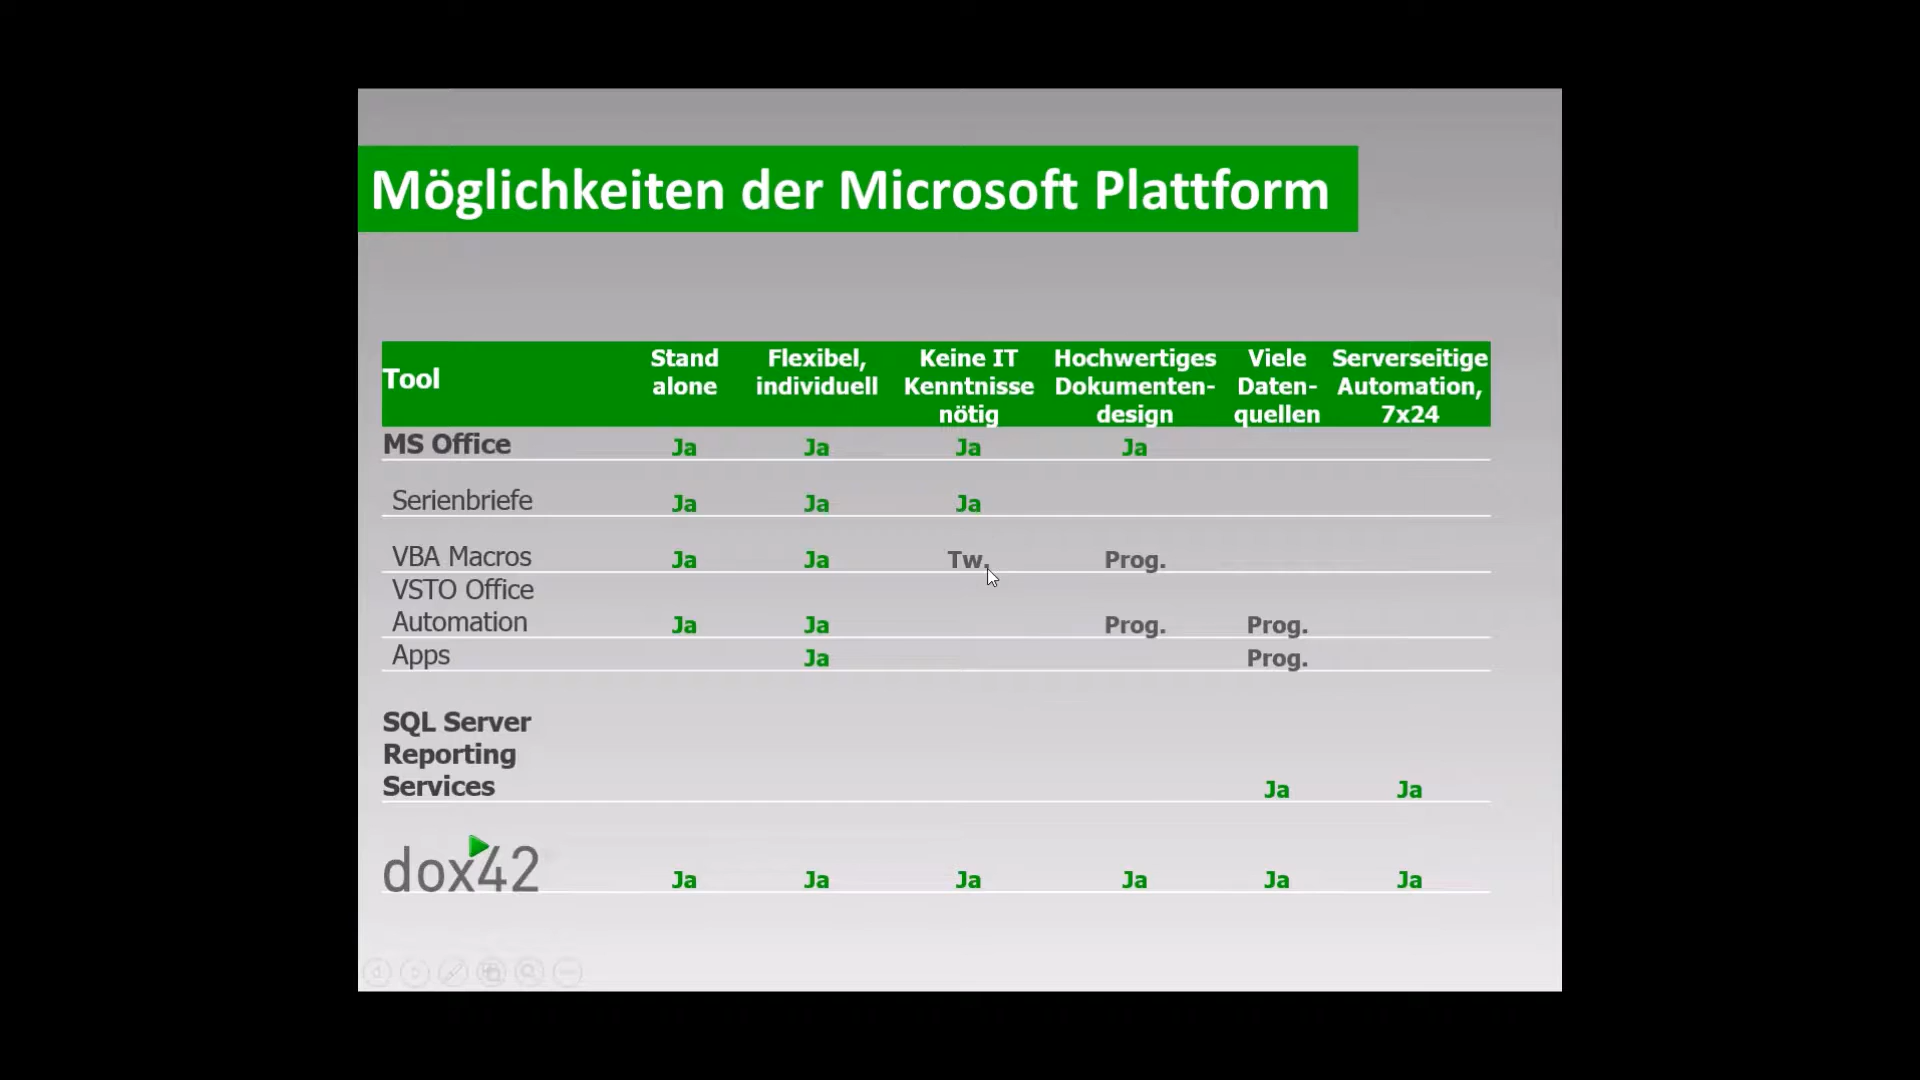 Möglichkeiten der Microsoft Plattform
Tool
Stand alone
Flexibel, individuell
Keine IT Kenntnisse nötig
Hochwertiges Dokumenten-design
Viele Daten-quellen
Serverseitige Automation, 7x24
MS Office Ja Ja Ja Ja
Serienbriefe Ja Ja Ja
VBA Macros Ja Ja Tw. Prog.
VSTO Office
Automation Ja Ja Prog. Prog.
Apps Ja Prog.
SQL Server
Reporting
Services Ja Ja
dox42 Ja Ja Ja Ja Ja Ja